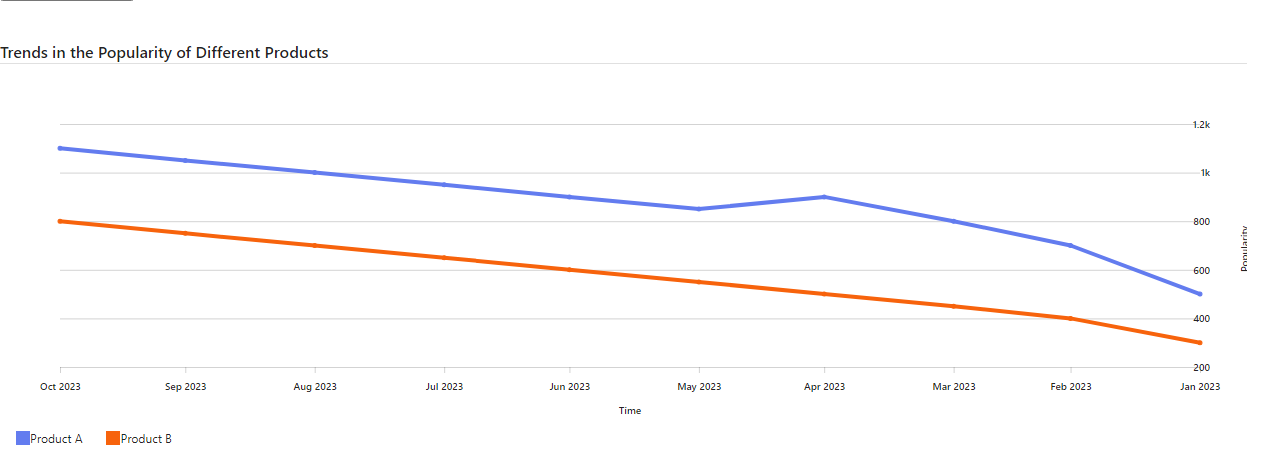 Trends in the Popularity of Different Products
1.2k
1k
800
600
400
200
Popularity
Oct 2023 Sep 2023 Aug 2023 Jul 2023 Jun 2023 May 2023 Apr 2023 Mar 2023 Feb 2023 Jan 2023
Time
Product A Product B